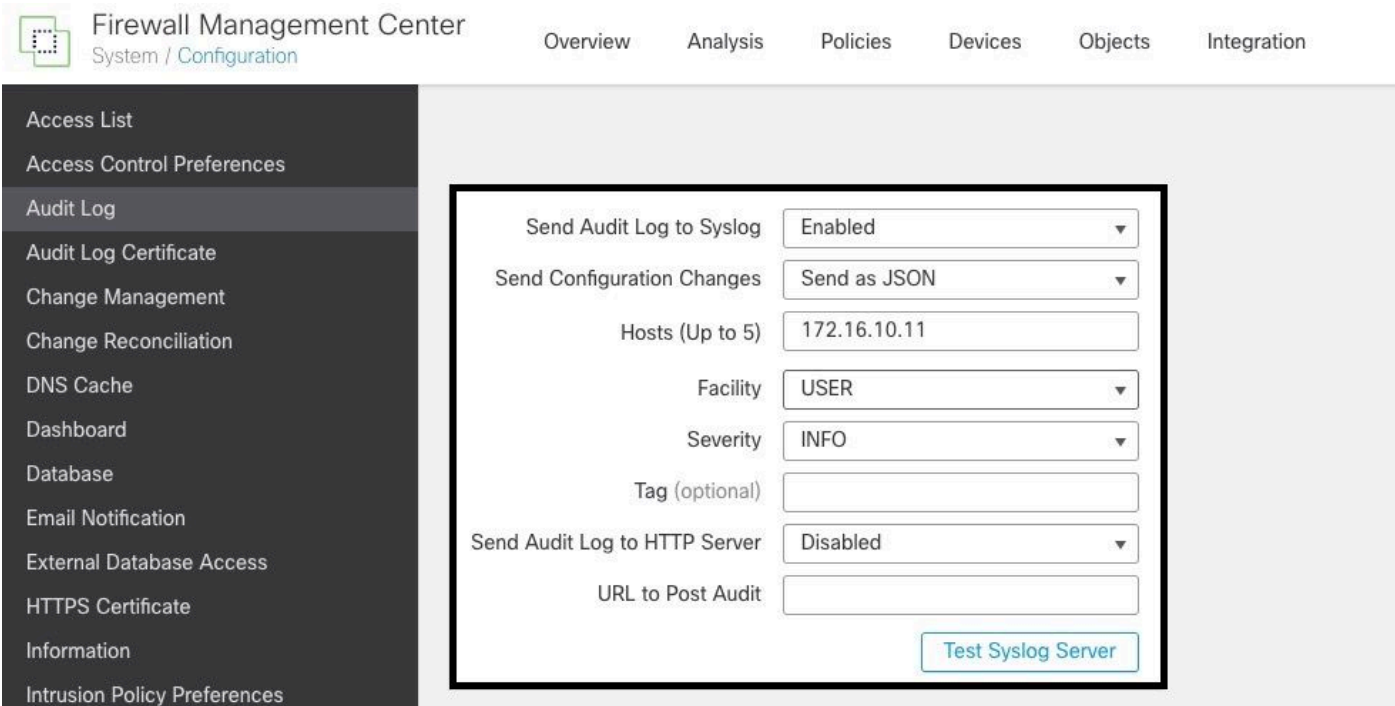 Firewall Management Center
System / Configuration
Overview Analysis Policies Devices Objects Integration
Access List
Access Control Preferences
Audit Log
Audit Log Certificate
Change Management
Change Reconciliation
DNS Cache
Dashboard
Database
Email Notification
External Database Access
HTTPS Certificate
Information
Intrusion Policy Preferences
Send Audit Log to Syslog Enabled
Send Configuration Changes Send as JSON
Hosts (Up to 5) 172.16.10.11
Facility USER
Severity INFO
Tag (optional)
Send Audit Log to HTTP Server Disabled
URL to Post Audit
Test Syslog Server